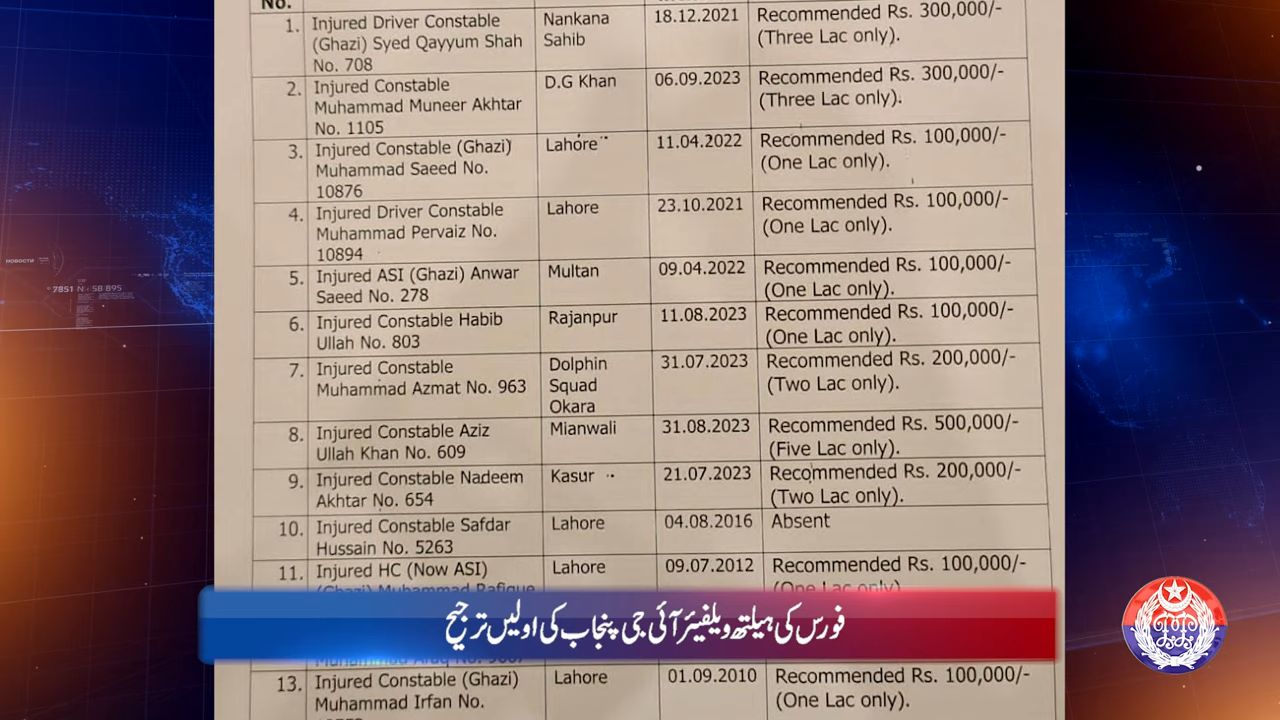 No.
1. Injured Driver Constable (Ghazi) Syed Qayyum Shah No. 708 Nankana Sahib 18.12.2021 Recommended Rs. 300,000/- (Three Lac only).
2. Injured Constable Muhammad Muneer Akhtar No. 1105 D.G Khan 06.09.2023 Recommended Rs. 300,000/- (Three Lac only).
3. Injured Constable (Ghazi) Muhammad Saeed No. 10876 Lahore 11.04.2022 Recommended Rs. 100,000/- (One Lac only).
4. Injured Driver Constable Muhammad Pervaiz No. 10894 Lahore 23.10.2021 Recommended Rs. 100,000/- (One Lac only).
5. Injured ASI (Ghazi) Anwar Saeed No. 278 Multan 09.04.2022 Recommended Rs. 100,000/- (One Lac only).
6. Injured Constable Habib Ullah No. 803 Rajanpur 11.08.2023 Recommended Rs. 100,000/- (One Lac only).
7. Injured Constable Muhammad Azmat No. 963 Dolphin Squad Okara 31.07.2023 Recommended Rs. 200,000/- (Two Lac only).
8. Injured Constable Aziz Ullah Khan No. 609 Mianwali 31.08.2023 Recommended Rs. 500,000/- (Five Lac only).
9. Injured Constable Nadeem Akhtar No. 654 Kasur 21.07.2023 Recommended Rs. 200,000/- (Two Lac only).
10. Injured Constable Safdar Hussain No. 5263 Lahore 04.08.2016 Absent
11. Injured HC (Now ASI) (Ghazi) Muhammad Rafique Lahore 09.07.2012 Recommended Rs. 100,000/- (One Lac only)
فورس کی ہیلتھ ویلفیئر آئی جی پنجاب کی اولیں ترجیح
13. Injured Constable (Ghazi) Muhammad Irfan No. Lahore 01.09.2010 Recommended Rs. 100,000/- (One Lac only).
НОВОСТИ
7851 N - 58 895